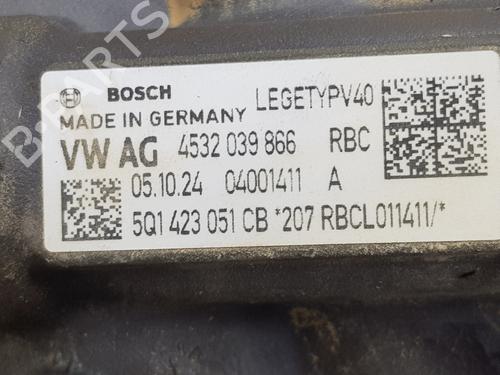 BOSCH LEGETYPV40
MADE IN GERMANY
VW AG 4532 039 866 RBC
05.10.24 04001411 A
5Q1 423 051 CB *207 RBCL011411/*